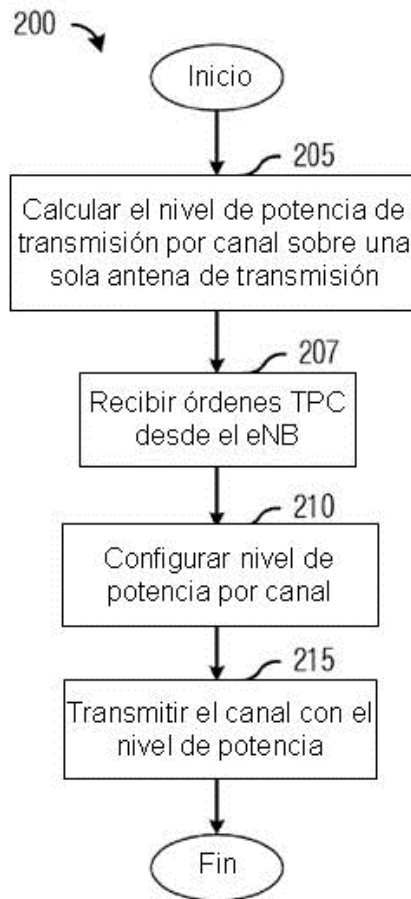 200
Inicio
205
Calcular el nivel de potencia de
transmisión por canal sobre una
sola antena de transmisión
207
Recibir órdenes TPC
desde el eNB
210
Configurar nivel de
potencia por canal
215
Transmitir el canal con el
nivel de potencia
Fin